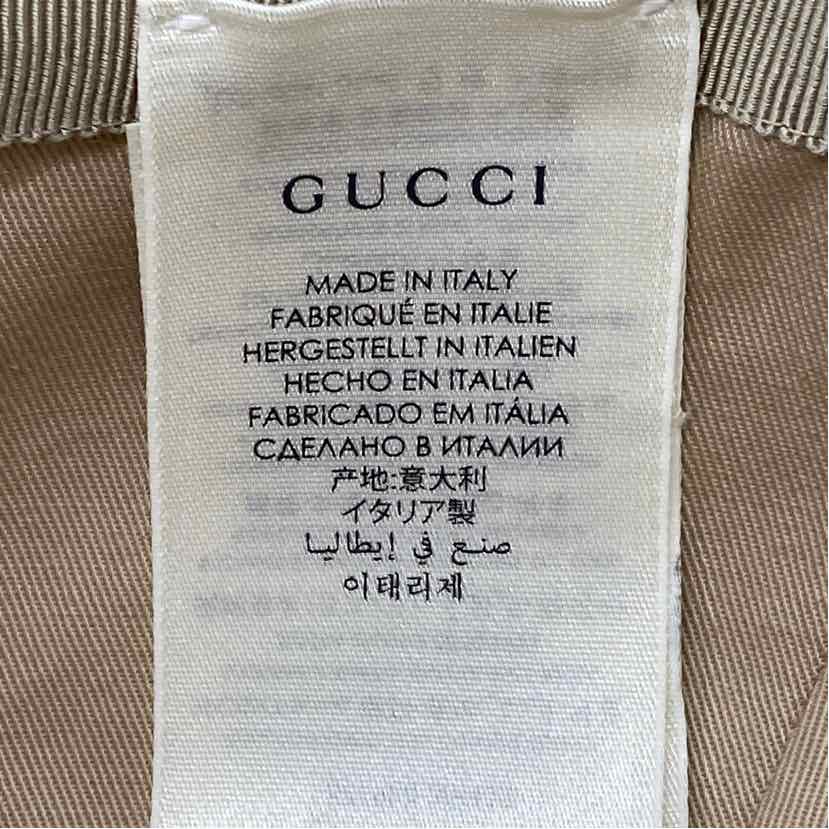 GUCCI
MADE IN ITALY
FABRIQUÉ EN ITALIE
HERGESTELLT IN ITALIEN
HECHO EN ITALIA
FABRICADO EM ITÁLIA
СДЕЛАНО В ИТАЛИИ
产地:意大利
イタリア製
صنع في إيطاليا
이태리제